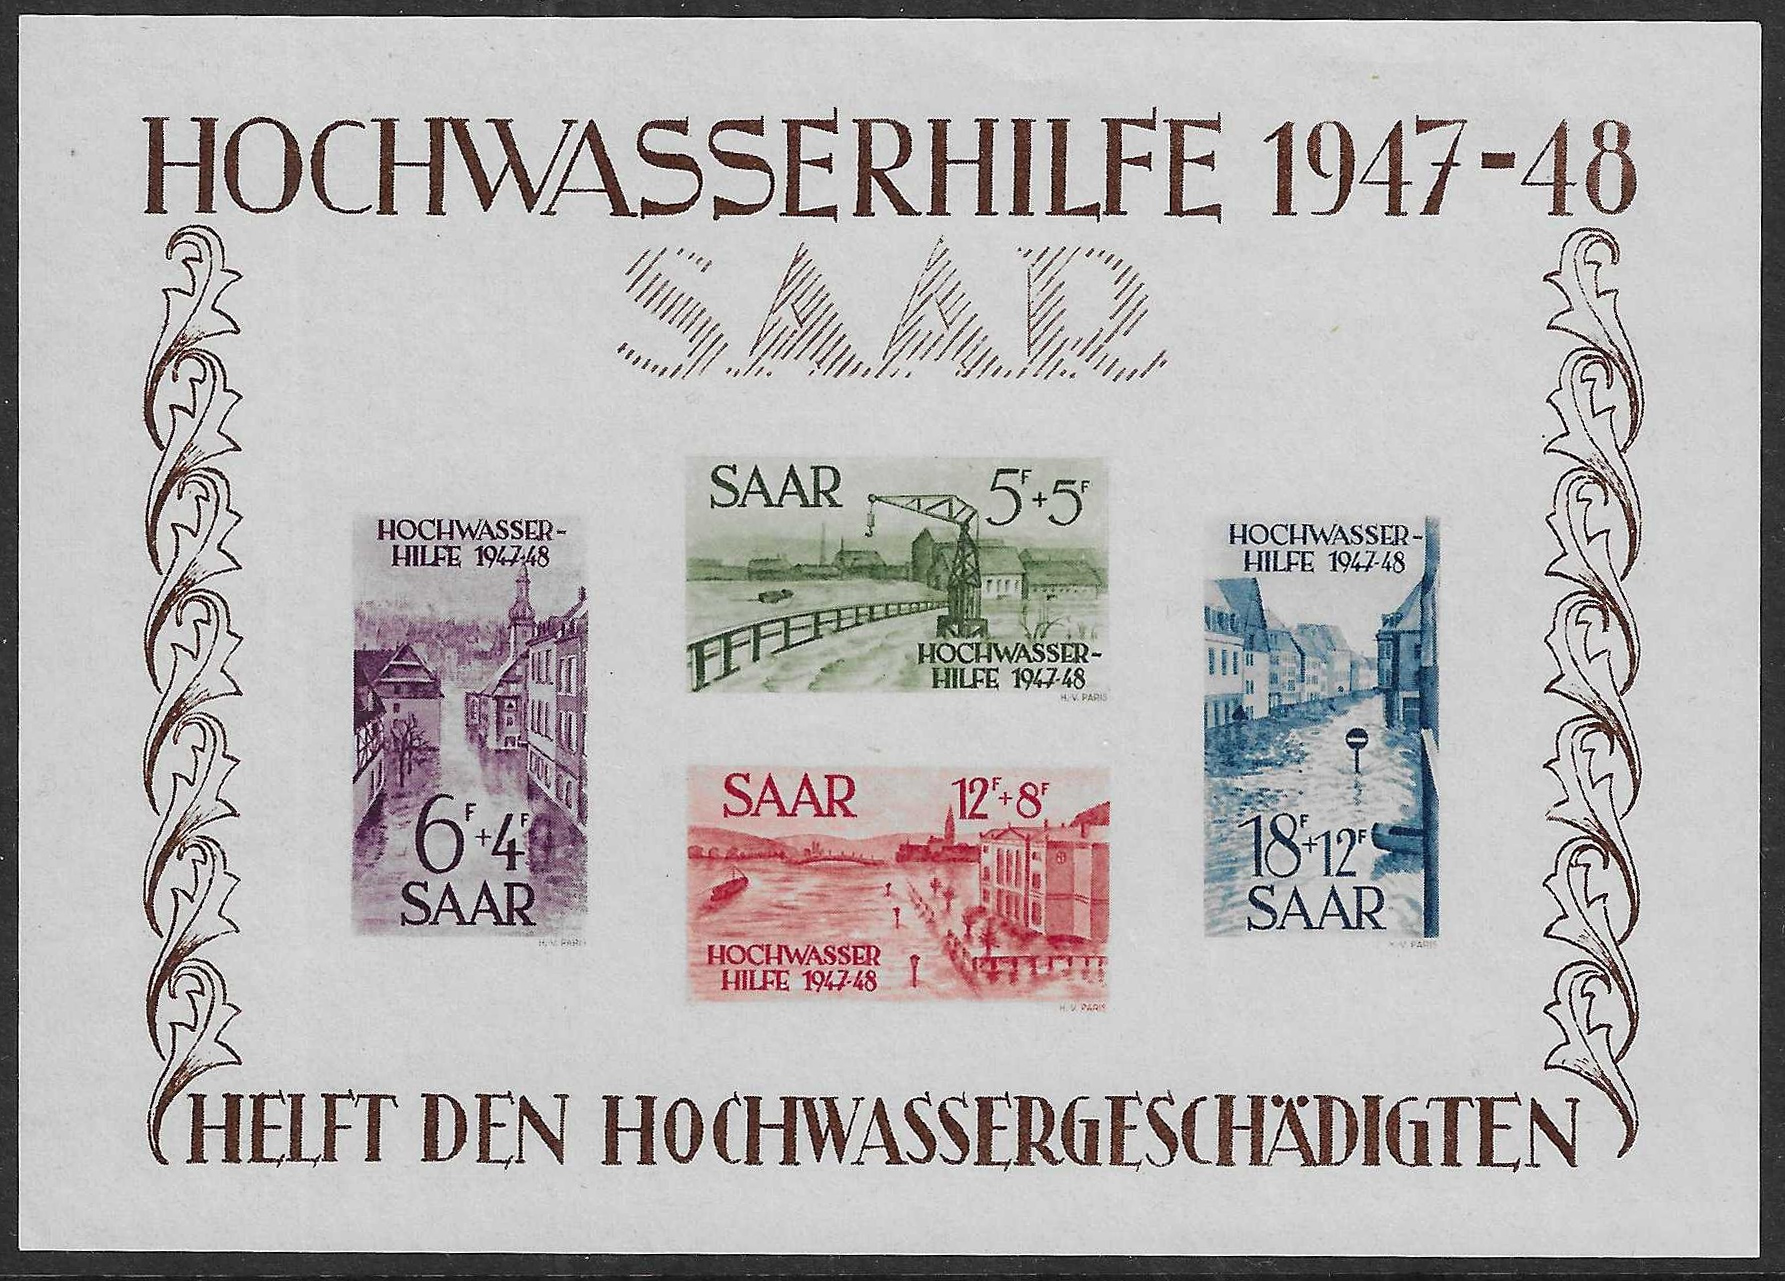 HOCHWASSERHILFE 1947-48
SAAR
HOCHWASSER-
HILFE 1947-48
6F+4F
SAAR
H.V. PARIS
SAAR 5F+5F
HOCHWASSER-
HILFE 1947-48
H.V. PARIS
SAAR 12F+8F
HOCHWASSER
HILFE 1947-48
H.V. PARIS
HOCHWASSER-
HILFE 1947-48
18F+12F
SAAR
H.V. PARIS
HELFT DEN HOCHWASSERGESCHÄDIGTEN